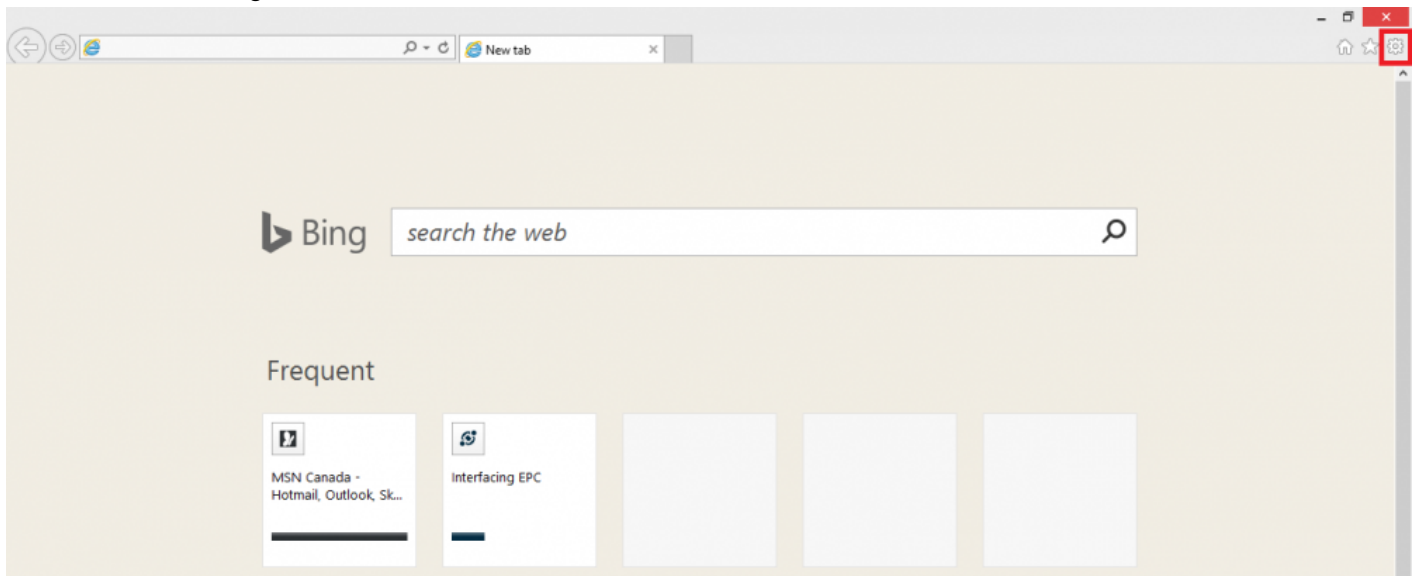 New tab
Bing
search the web
Frequent
MSN Canada -
Hotmail, Outlook, Sk...
Interfacing EPC